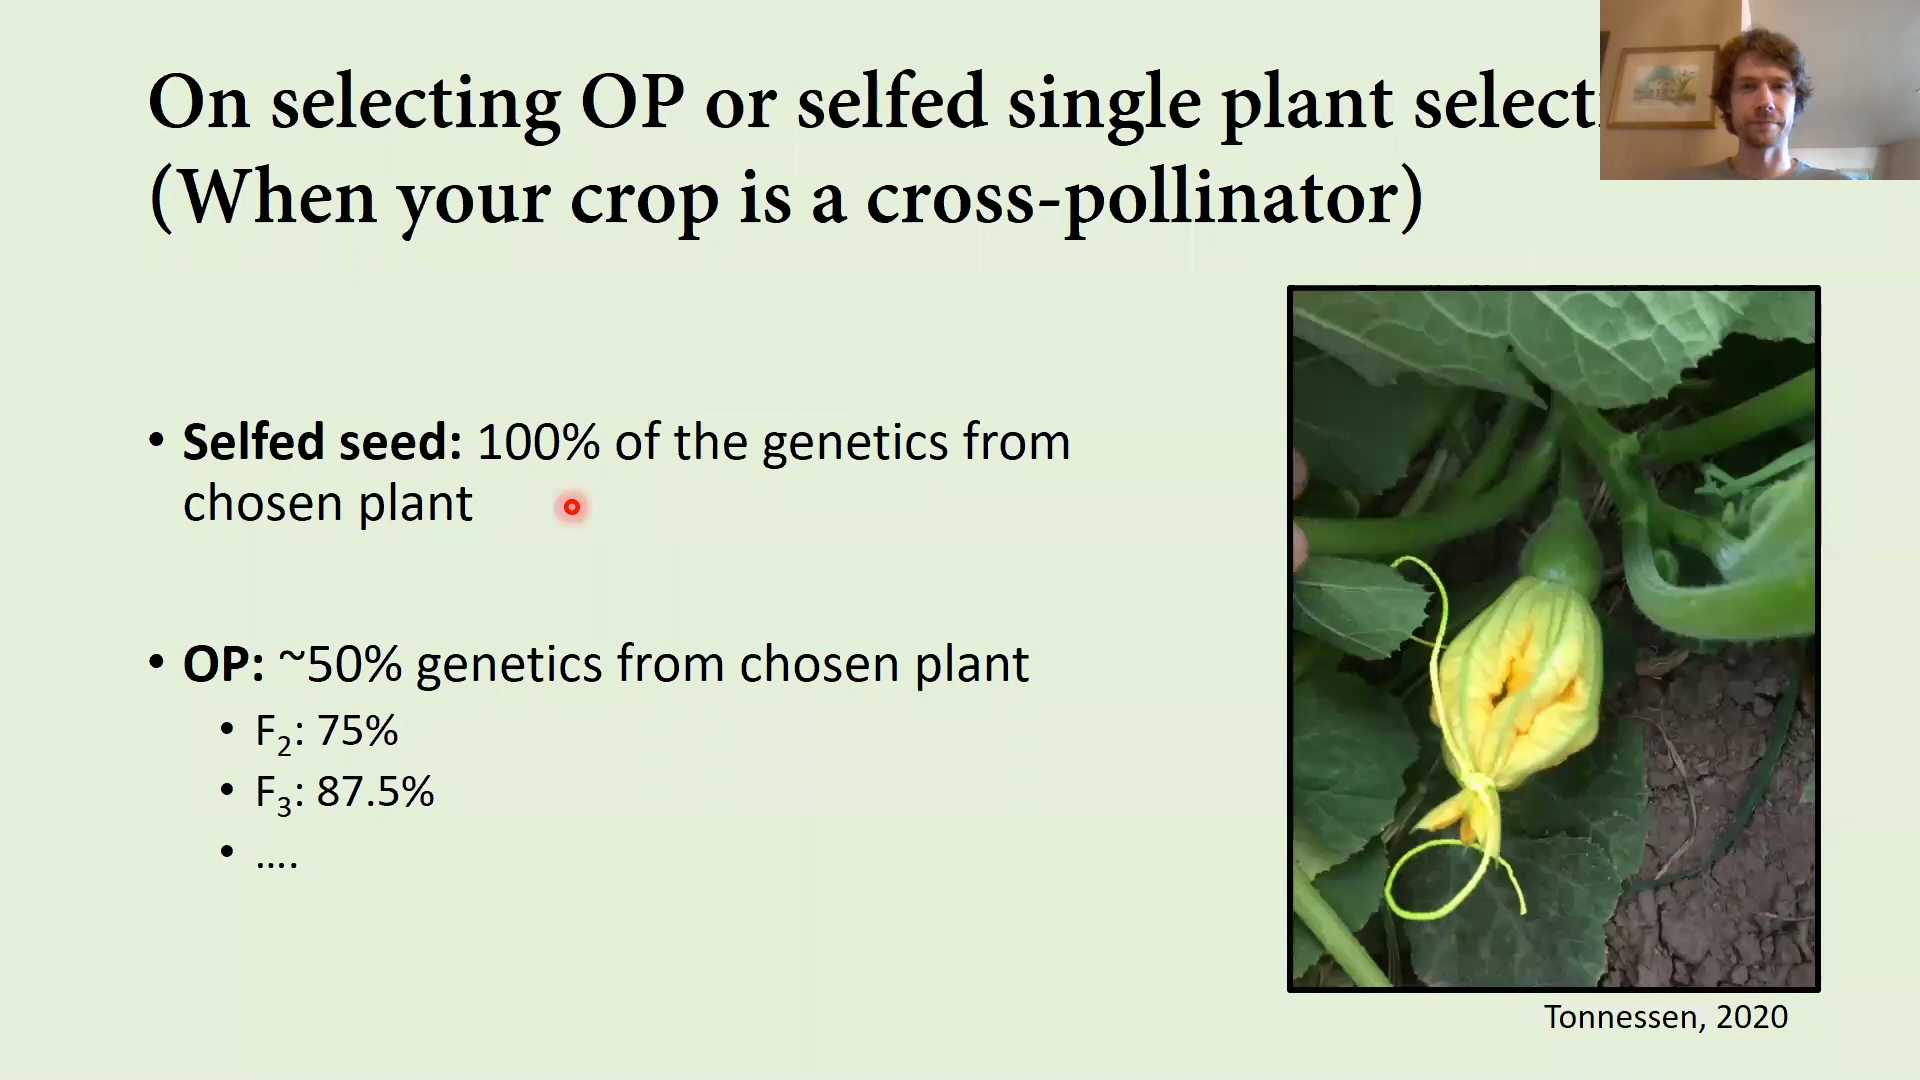 On selecting OP or selfed single plant
(When your crop is a cross-pollinator)
• Selfed seed: 100% of the genetics from
chosen plant
• OP: ~50% genetics from chosen plant
• F₂: 75%
• F₃: 87.5%
• ....
Tonnessen, 2020